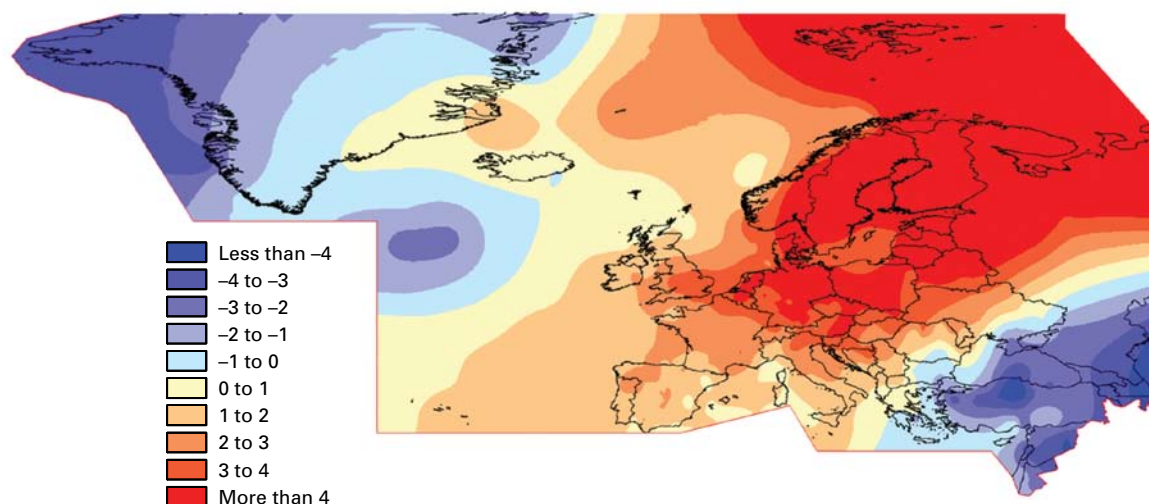 Less than –4
–4 to –3
–3 to –2
–2 to –1
–1 to 0
0 to 1
1 to 2
2 to 3
3 to 4
More than 4